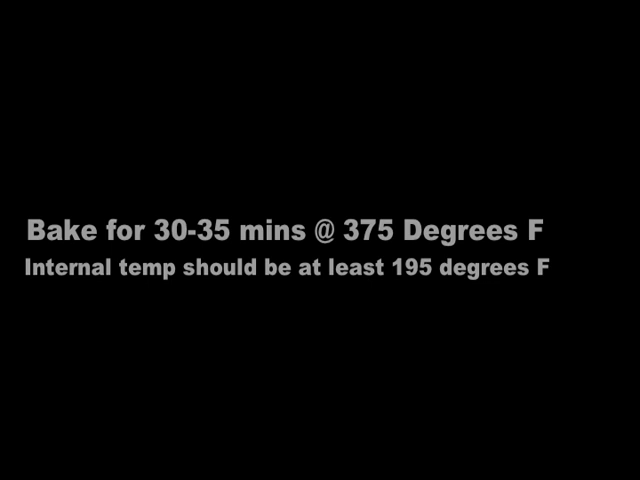 Bake for 30-35 mins @ 375 Degrees F
Internal temp should be at least 195 degrees F